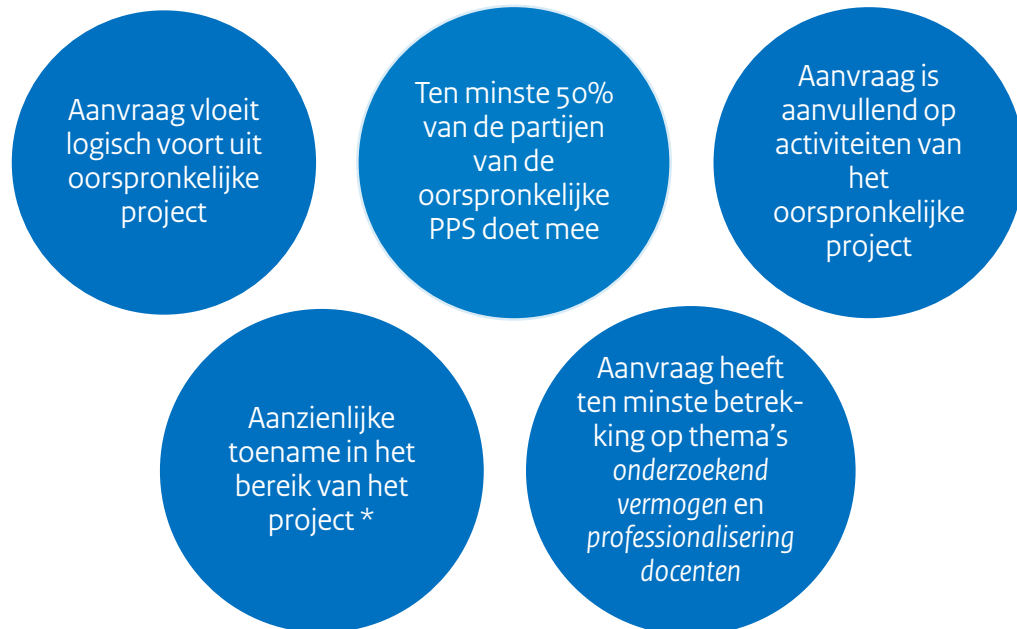 Aanvraag vloeit
logisch voort uit
oorspronkelijke
project
Ten minste 50%
van de partijen
van de
oorspronkelijke
PPS doet mee
Aanvraag is
aanvullend op
activiteiten van
het
oorspronkelijke
project
Aanzienlijke
toename in het
bereik van het
project *
Aanvraag heeft
ten minste betrek-
king op thema's
onderzoekend
vermogen en
professionalisering
docenten